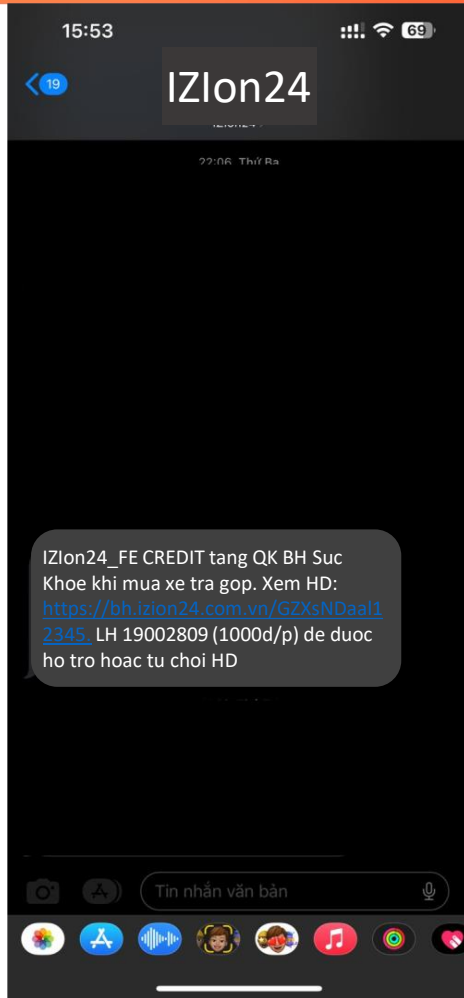 15:53
69
19
IZIon24
22:06 Thứ Ba
IZIon24_FE CREDIT tang QK BH Suc
Khoe khi mua xe tra gop. Xem HD:
https://bh.izion24.com.vn/GZXsNDaal1
2345. LH 19002809 (1000d/p) de duoc
ho tro hoac tu choi HD
Tin nhắn văn bản